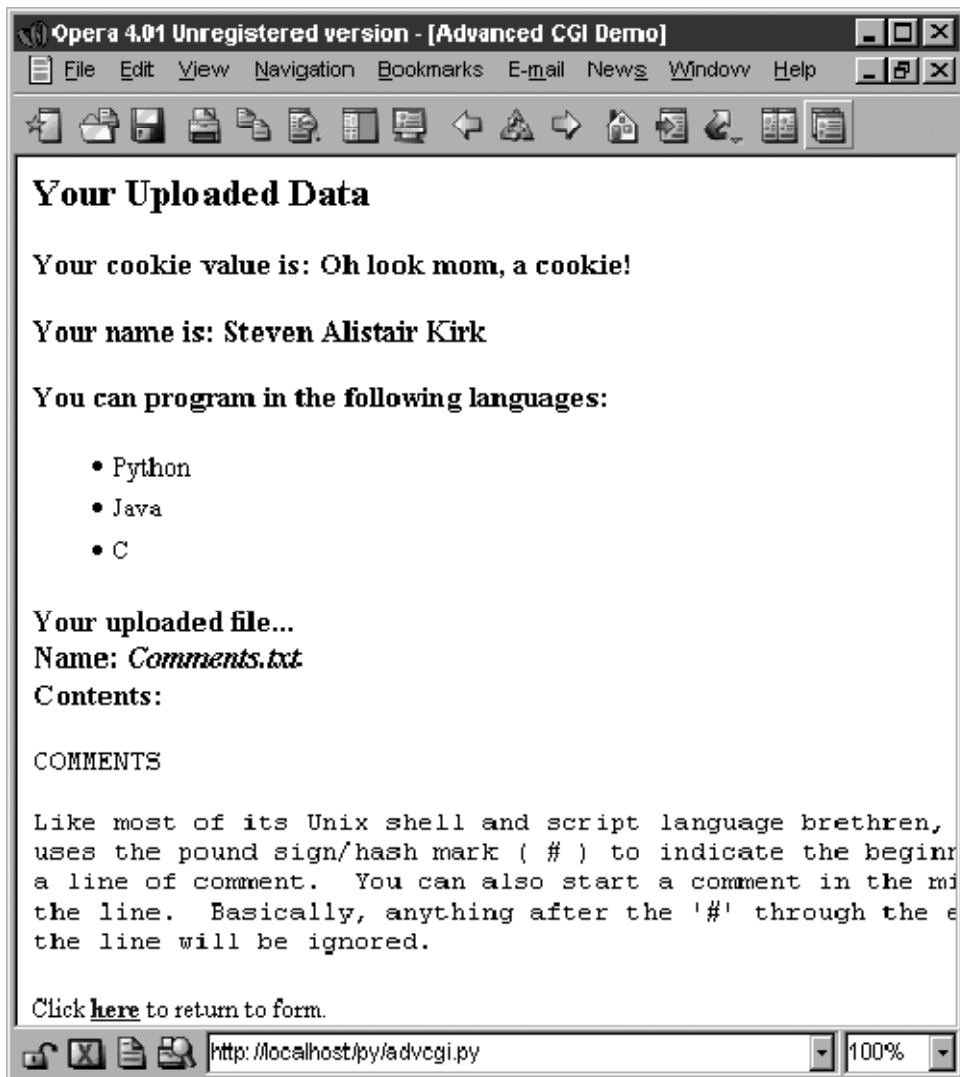 Opera 4.01 Unregistered version - [Advanced CGI Demo]
File Edit View Navigation Bookmarks E-mail News Window Help
Your Uploaded Data
Your cookie value is: Oh look mom, a cookie!
Your name is: Steven Alistair Kirk
You can program in the following languages:
• Python
• Java
• C
Your uploaded file...
Name: Comments.txt
Contents:
COMMENTS
Like most of its Unix shell and script language brethren,
uses the pound sign/hash mark ( # ) to indicate the beginn
a line of comment.  You can also start a comment in the mi
the line.  Basically, anything after the '#' through the e
the line will be ignored.
Click here to return to form.
http://localhost/py/advcgi.py 100%